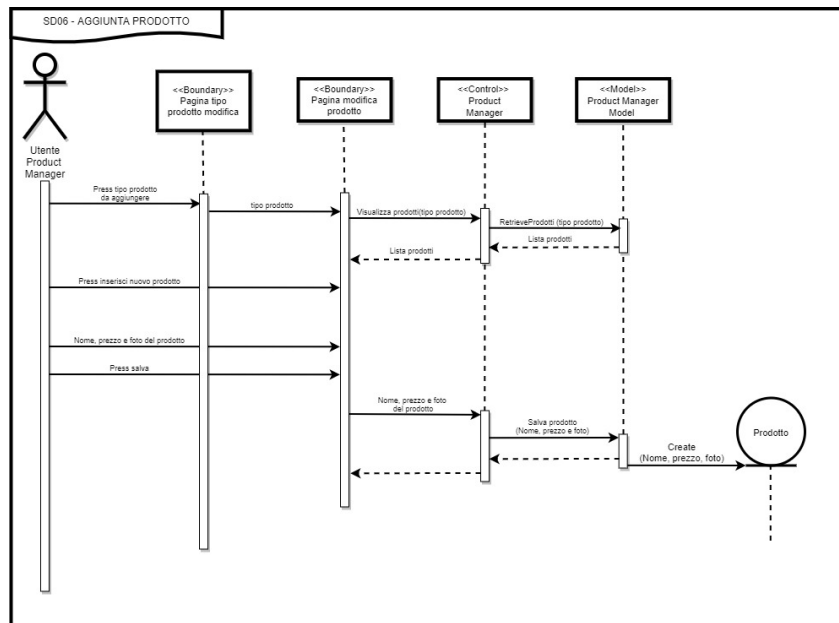 SD06 - AGGIUNTA PRODOTTO
<<Boundary>>
Pagina tipo
prodotto modifica
<<Boundary>>
Pagina modifica
prodotto
<<Control>>
Product
Manager
<<Model>>
Product Manager
Model
Utente
Product
Manager
Press tipo prodotto
da aggiungere
tipo prodotto
Visualizza prodotti(tipo prodotto)
RetrieveProdotti (tipo prodotto)
Lista prodotti
Lista prodotti
Press inserisci nuovo prodotto
Nome, prezzo e foto del prodotto
Press salva
Nome, prezzo e foto
del prodotto
Salva prodotto
(Nome, prezzo e foto)
Create
(Nome, prezzo, foto)
Prodotto